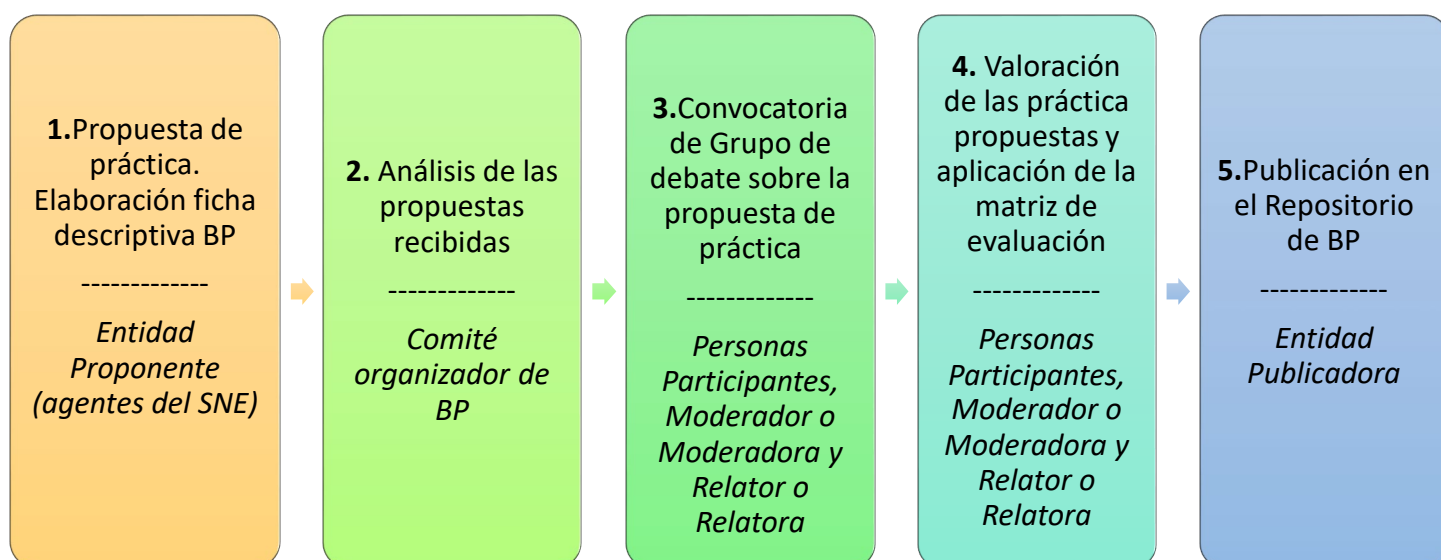 1.Propuesta de
práctica.
Elaboración ficha
descriptiva BP
-------------
Entidad
Proponente
(agentes del SNE)
2. Análisis de las
propuestas
recibidas
-------------
Comité
organizador de
BP
3.Convocatoria
de Grupo de
debate sobre la
propuesta de
práctica
-------------
Personas
Participantes,
Moderador o
Moderadora y
Relator o
Relatora
4. Valoración
de las práctica
propuestas y
aplicación de la
matriz de
evaluación
-------------
Personas
Participantes,
Moderador o
Moderadora y
Relator o
Relatora
5.Publicación en
el Repositorio
de BP
-------------
Entidad
Publicadora